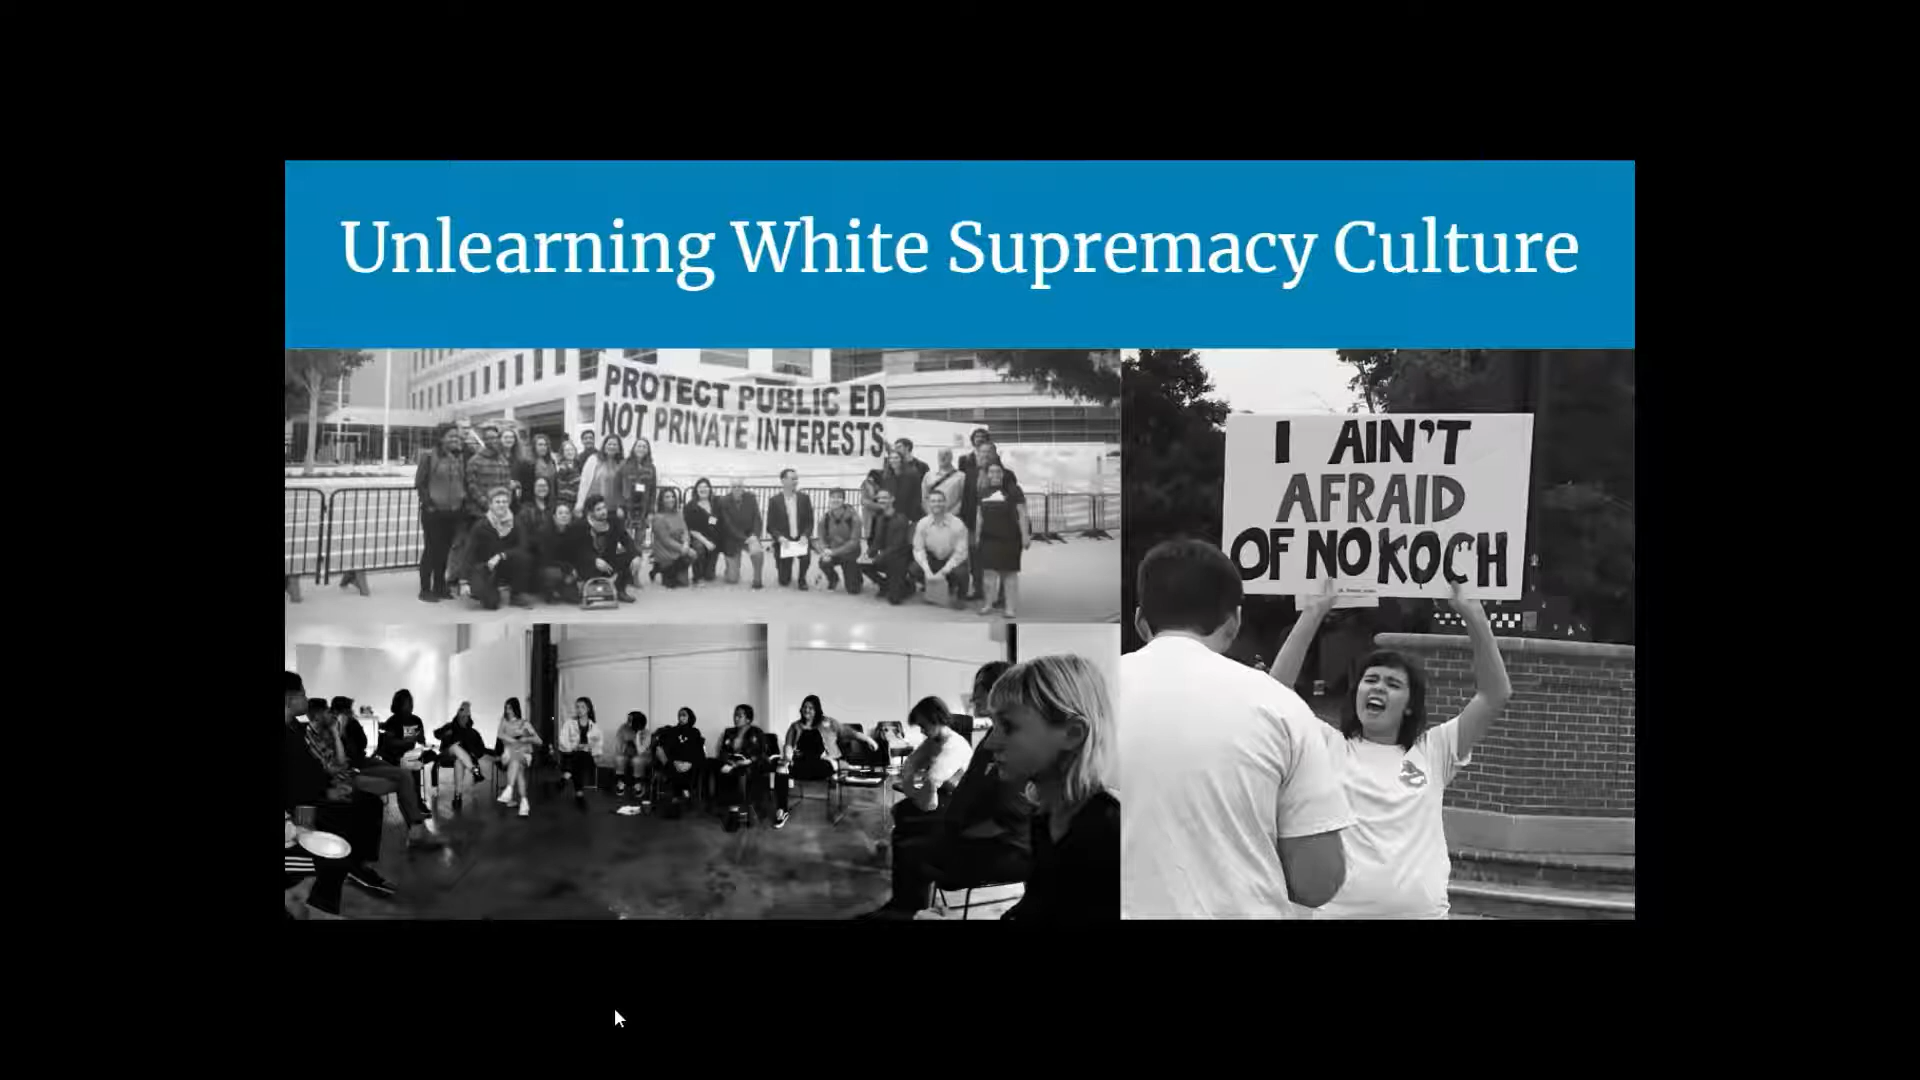 Unlearning White Supremacy Culture
PROTECT PUBLIC ED
NOT PRIVATE INTERESTS
I AIN'T
AFRAID
OF NO KOCH